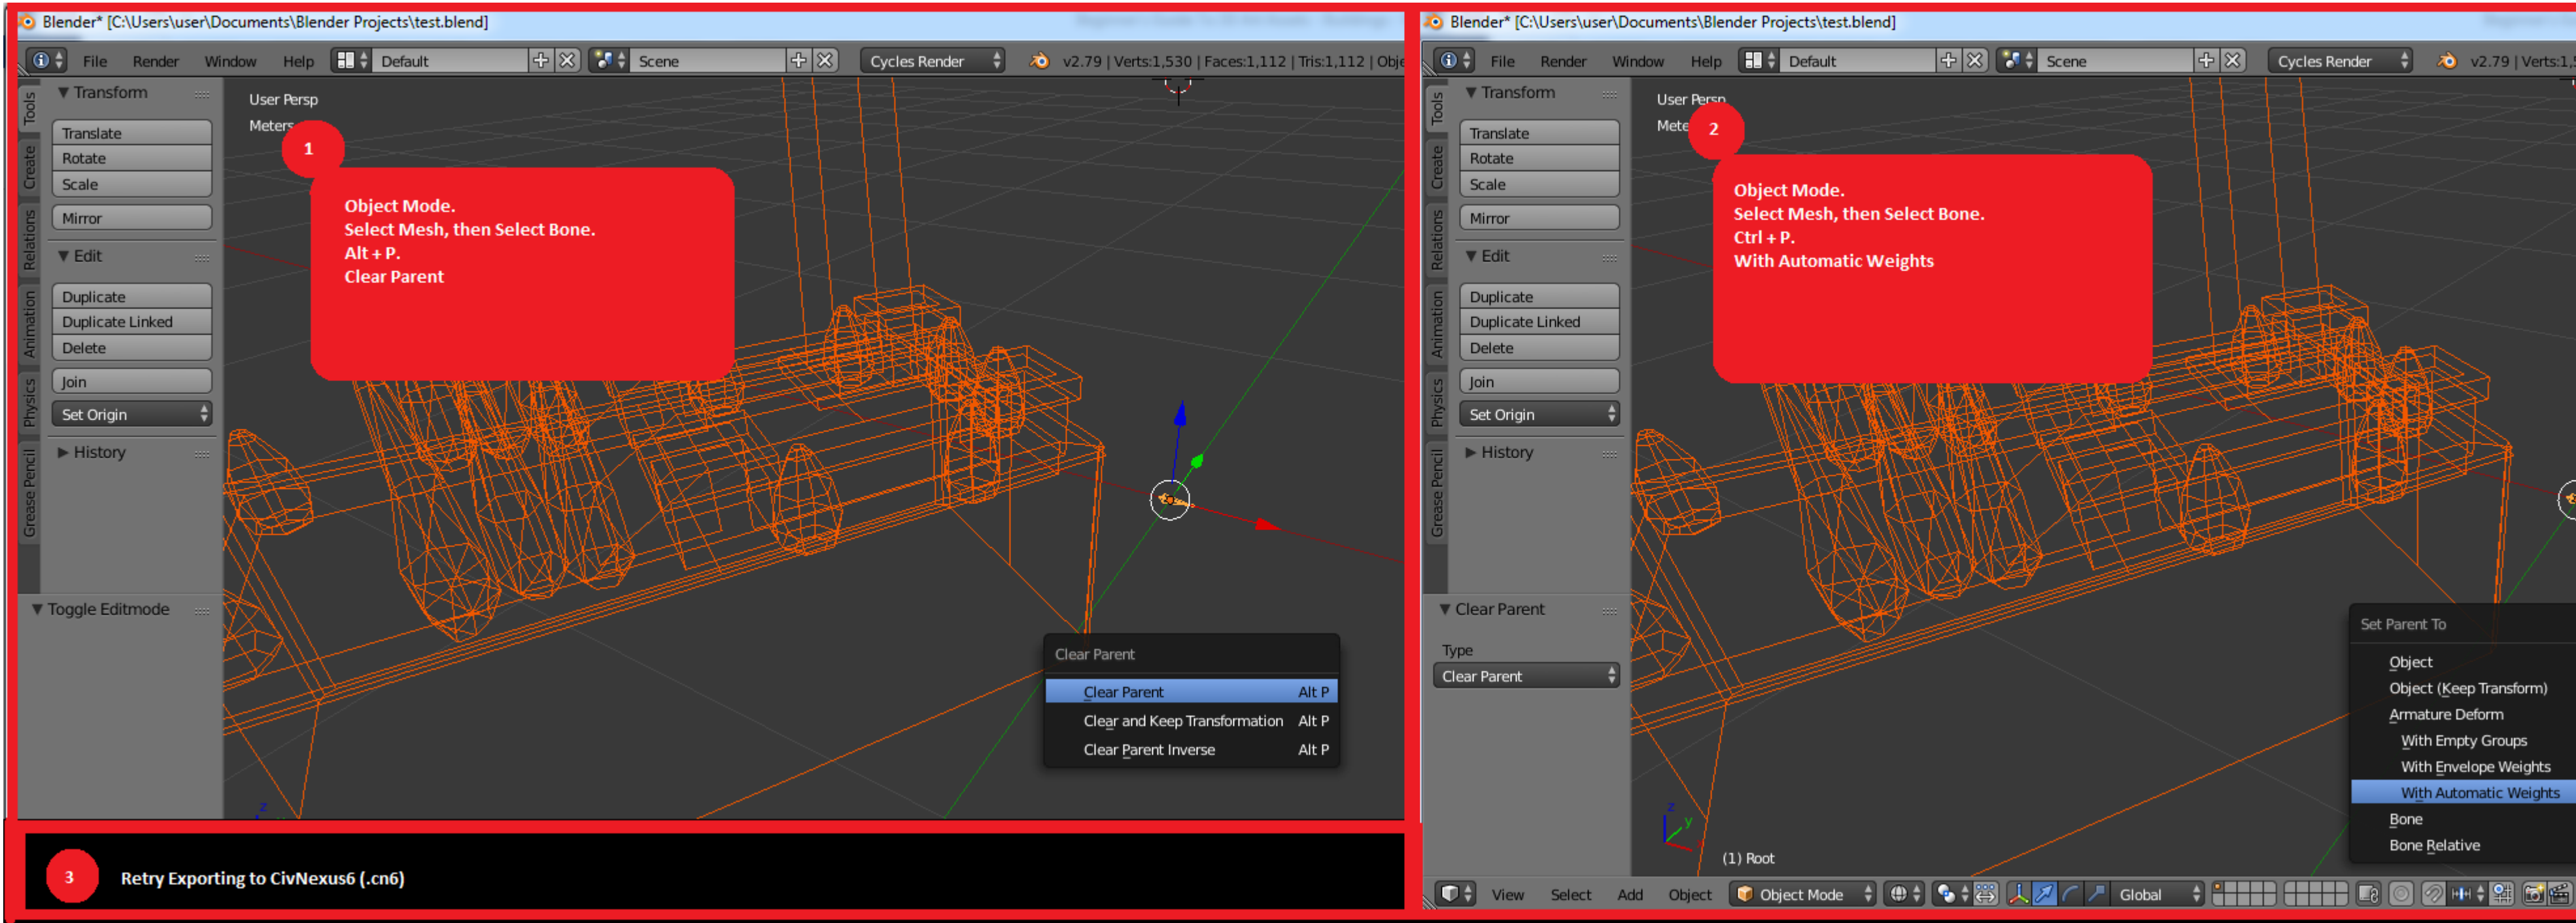 Blender* [C:\Users\user\Documents\Blender Projects\test.blend]
File Render Window Help Default Scene Cycles Render v2.79 | Verts:1,530 | Faces:1,112 | Tris:1,112 | Obje
Tools
Create
Relations
Animation
Physics
Grease Pencil
Transform
Translate
Rotate
Scale
Mirror
Edit
Duplicate
Duplicate Linked
Delete
Join
Set Origin
History
Toggle Editmode
User Persp
Meters
1
Object Mode.
Select Mesh, then Select Bone.
Alt + P.
Clear Parent
Clear Parent
Clear Parent Alt P
Clear and Keep Transformation Alt P
Clear Parent Inverse Alt P
z
Blender* [C:\Users\user\Documents\Blender Projects\test.blend]
File Render Window Help Default Scene Cycles Render v2.79 | Verts:1,5
Tools
Create
Relations
Animation
Physics
Grease Pencil
Transform
Translate
Rotate
Scale
Mirror
Edit
Duplicate
Duplicate Linked
Delete
Join
Set Origin
History
Clear Parent
Type
Clear Parent
User Persp
Mete
2
Object Mode.
Select Mesh, then Select Bone.
Ctrl + P.
With Automatic Weights
Set Parent To
Object
Object (Keep Transform)
Armature Deform
With Empty Groups
With Envelope Weights
With Automatic Weights
Bone
Bone Relative
z
y
(1) Root
View Select Add Object Object Mode Global
3
Retry Exporting to CivNexus6 (.cn6)